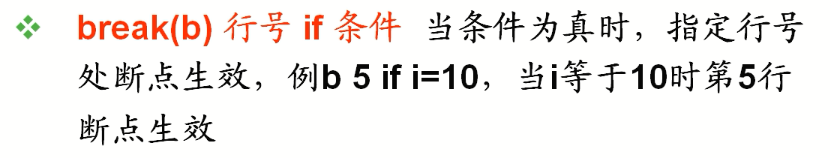 break(b) 行号 if 条件 当条件为真时，指定行号
处断点生效，例b 5 if i=10，当i等于10时第5行
断点生效